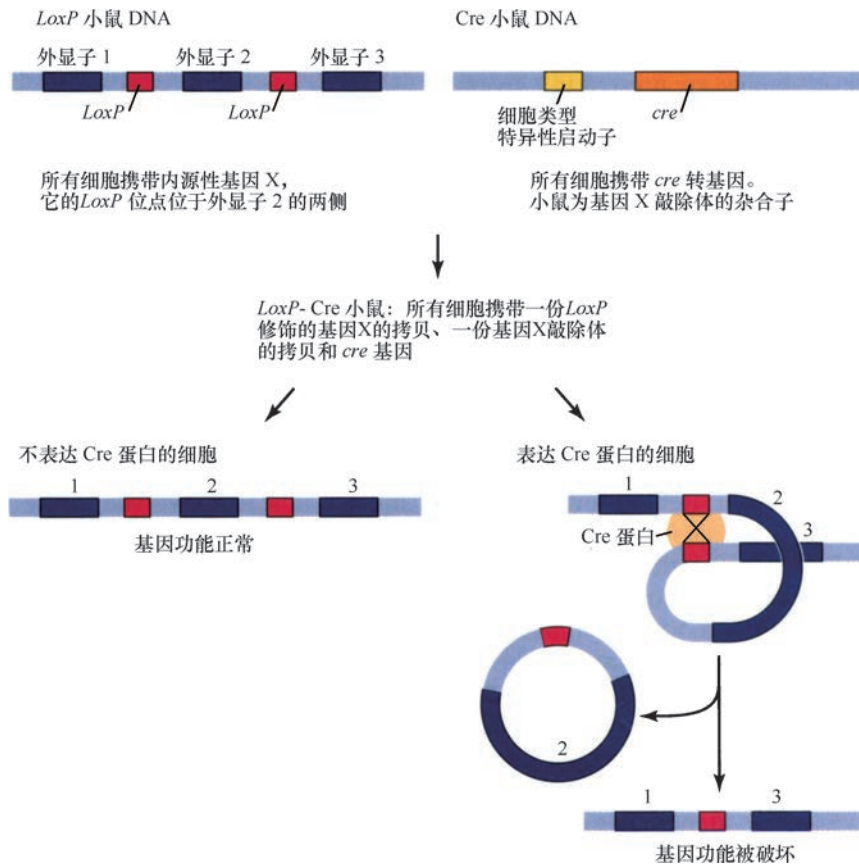 LoxP 小鼠 DNA
外显子 1
外显子 2
外显子 3
LoxP
LoxP
所有细胞携带内源性基因 X,
它的LoxP 位点位于外显子 2 的两侧
Cre 小鼠 DNA
细胞类型
特异性启动子
cre
所有细胞携带 cre 转基因。
小鼠为基因 X 敲除体的杂合子
LoxP- Cre 小鼠：所有细胞携带一份LoxP
修饰的基因X的拷贝、一份基因X敲除体
的拷贝和 cre 基因
不表达 Cre 蛋白的细胞
1
2
3
基因功能正常
表达 Cre 蛋白的细胞
1
2
3
Cre 蛋白
2
1
3
基因功能被破坏